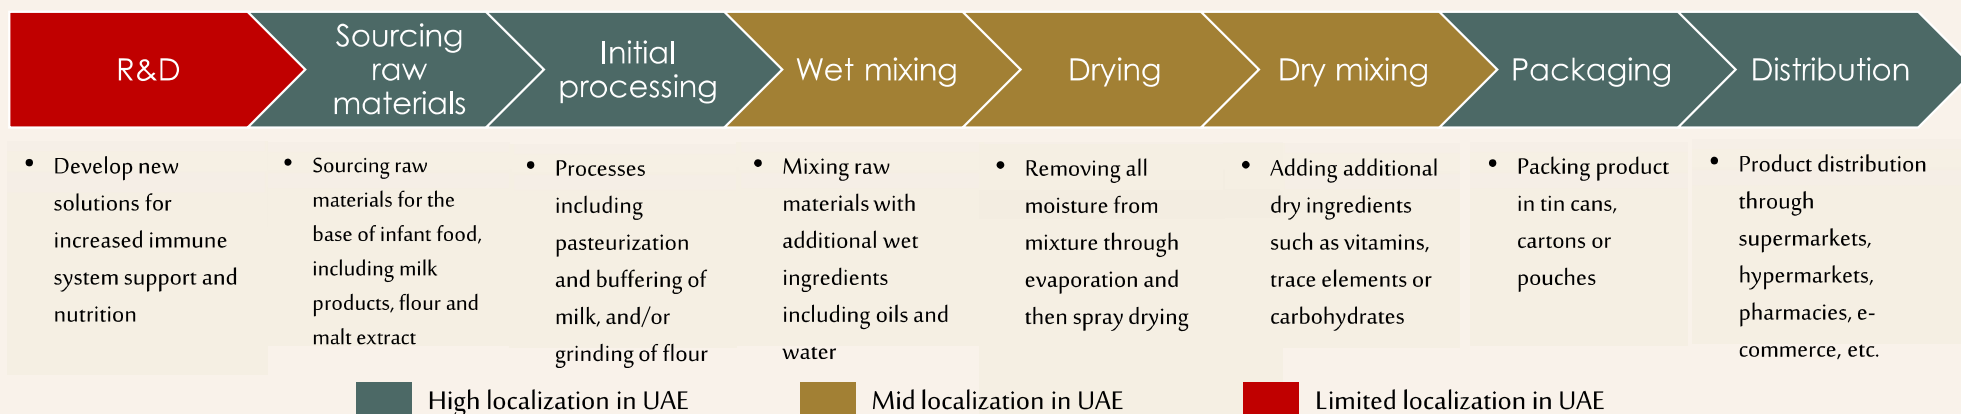 R&D
Sourcing
raw
materials
Initial
processing
Wet mixing
Drying
Dry mixing
Packaging
Distribution
• Develop new
solutions for
increased immune
system support and
nutrition
• Sourcing raw
materials for the
base of infant food,
including milk
products, flour and
malt extract
• Processes
including
pasteurization
and buffering of
milk, and/or
grinding of flour
• Mixing raw
materials with
additional wet
ingredients
including oils and
water
• Removing all
moisture from
mixture through
evaporation and
then spray drying
• Adding additional
dry ingredients
such as vitamins,
trace elements or
carbohydrates
• Packing product
in tin cans,
cartons or
pouches
• Product distribution
through
supermarkets,
hypermarkets,
pharmacies, e-
commerce, etc.
High localization in UAE
Mid localization in UAE
Limited localization in UAE